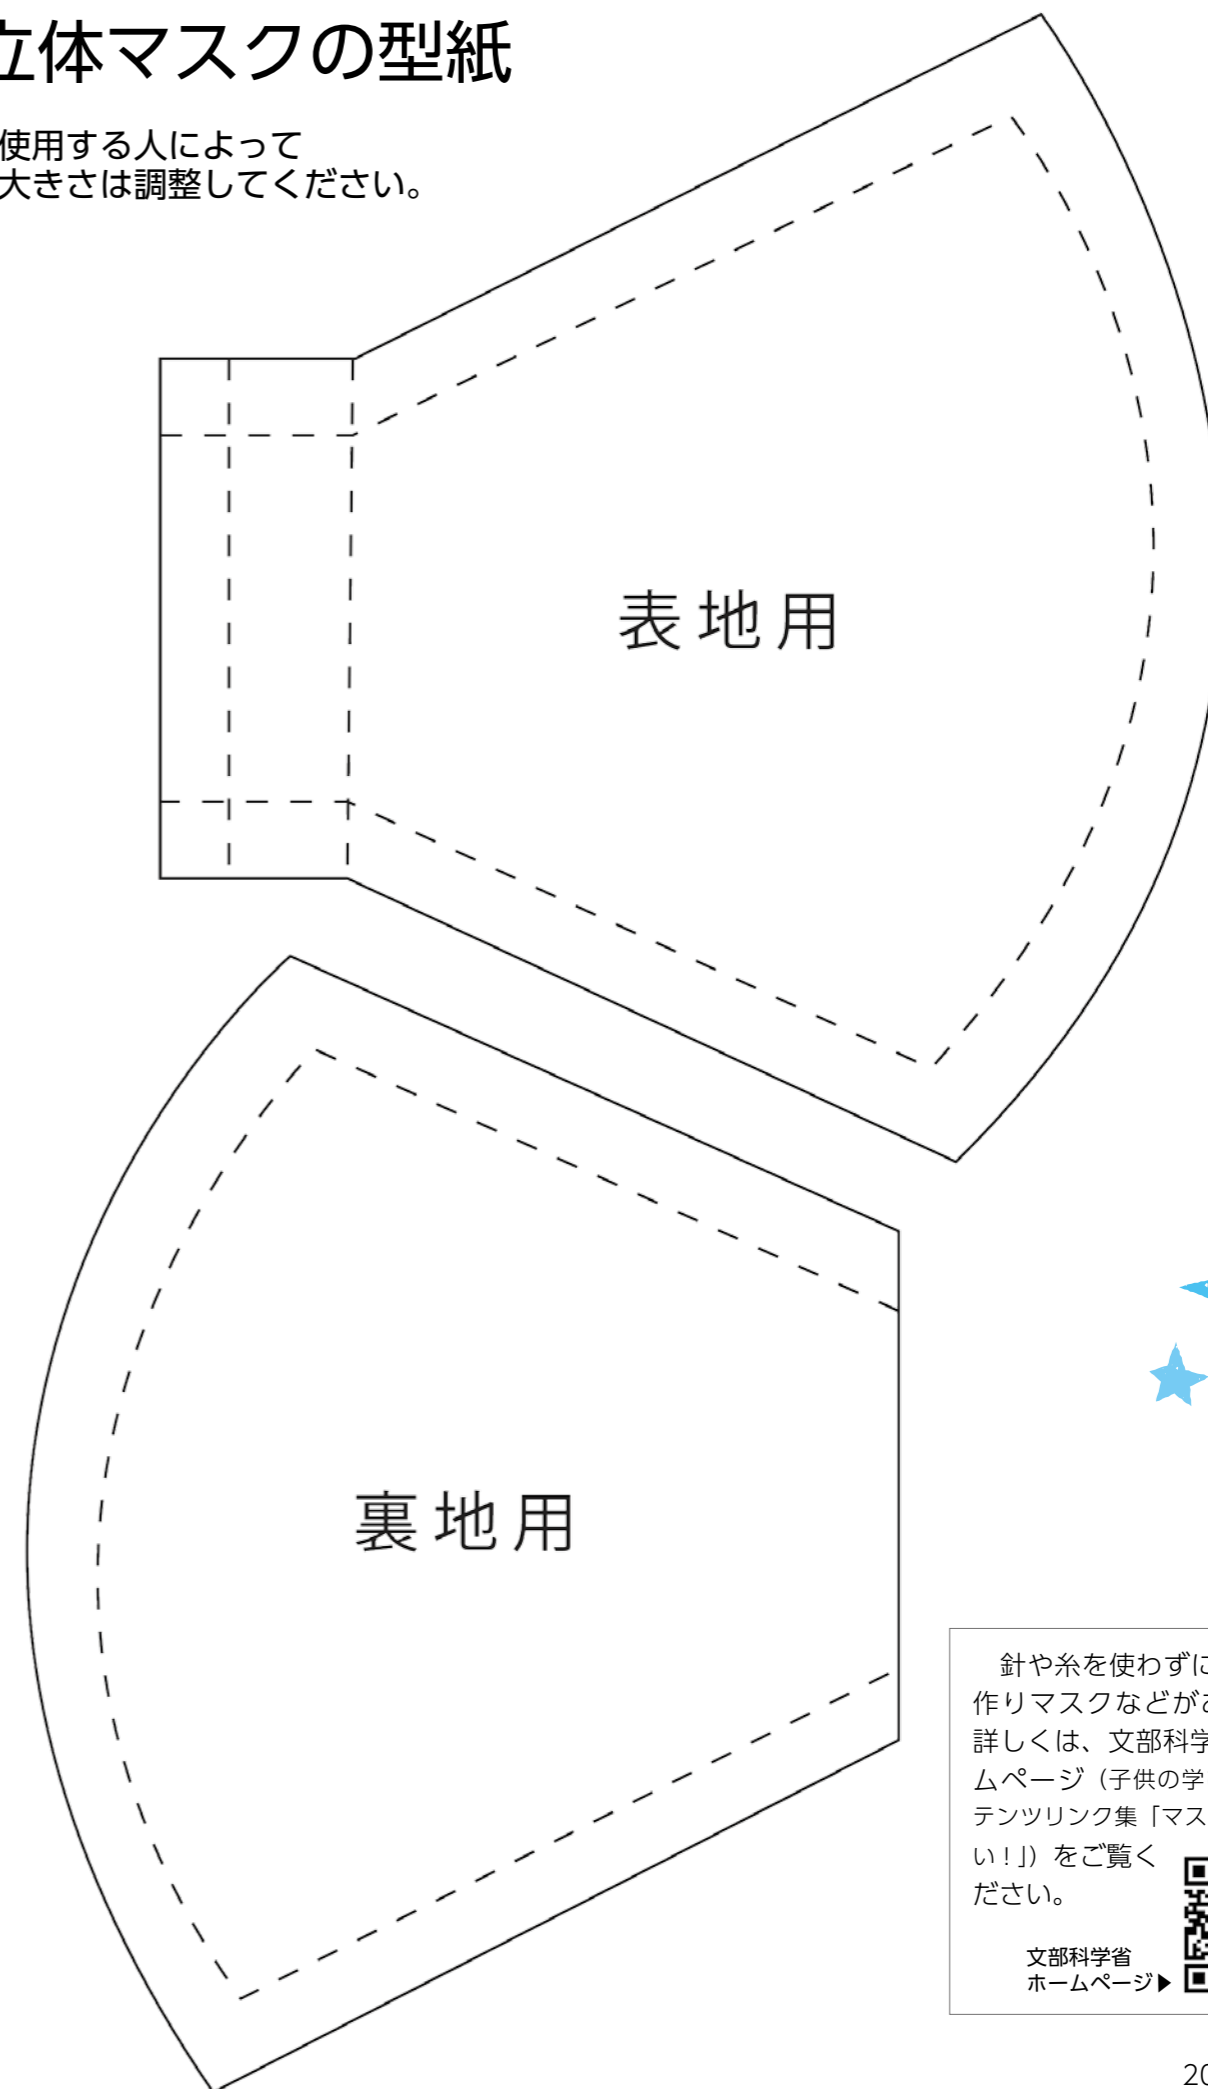 立体マスクの型紙
使用する人によって
大きさは調整してください。
表地用
裏地用
針や糸を使わずに
作りマスクなどが
詳しくは、文部科学
ムページ（子供の学
テンツリンク集「マス
い！」）をご覧く
ださい。
文部科学省
ホームページ▶
20